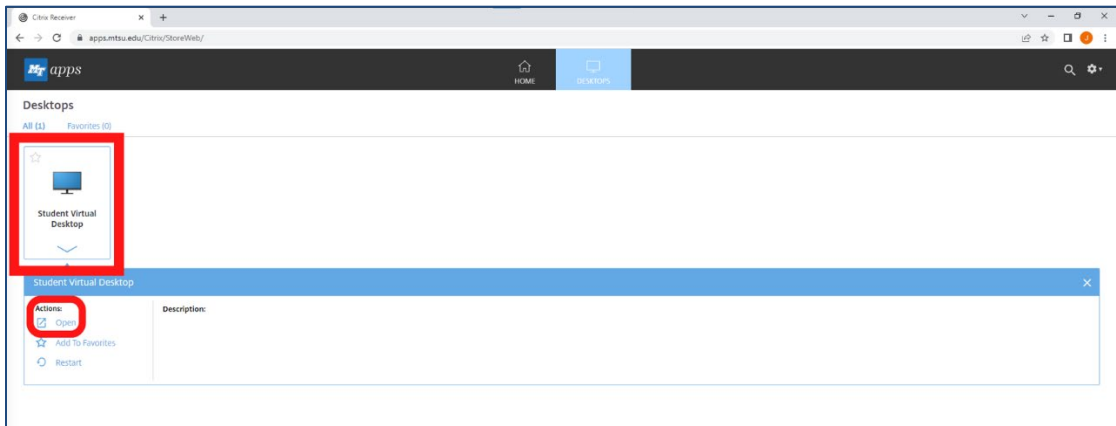 Citrix Receiver
apps.mtsu.edu/Citrix/StoreWeb/
J
MT apps
HOME
DESKTOPS
Desktops
All (1) Favorites (0)
Student Virtual
Desktop
Student Virtual Desktop
Actions: Description:
Open
Add To Favorites
Restart